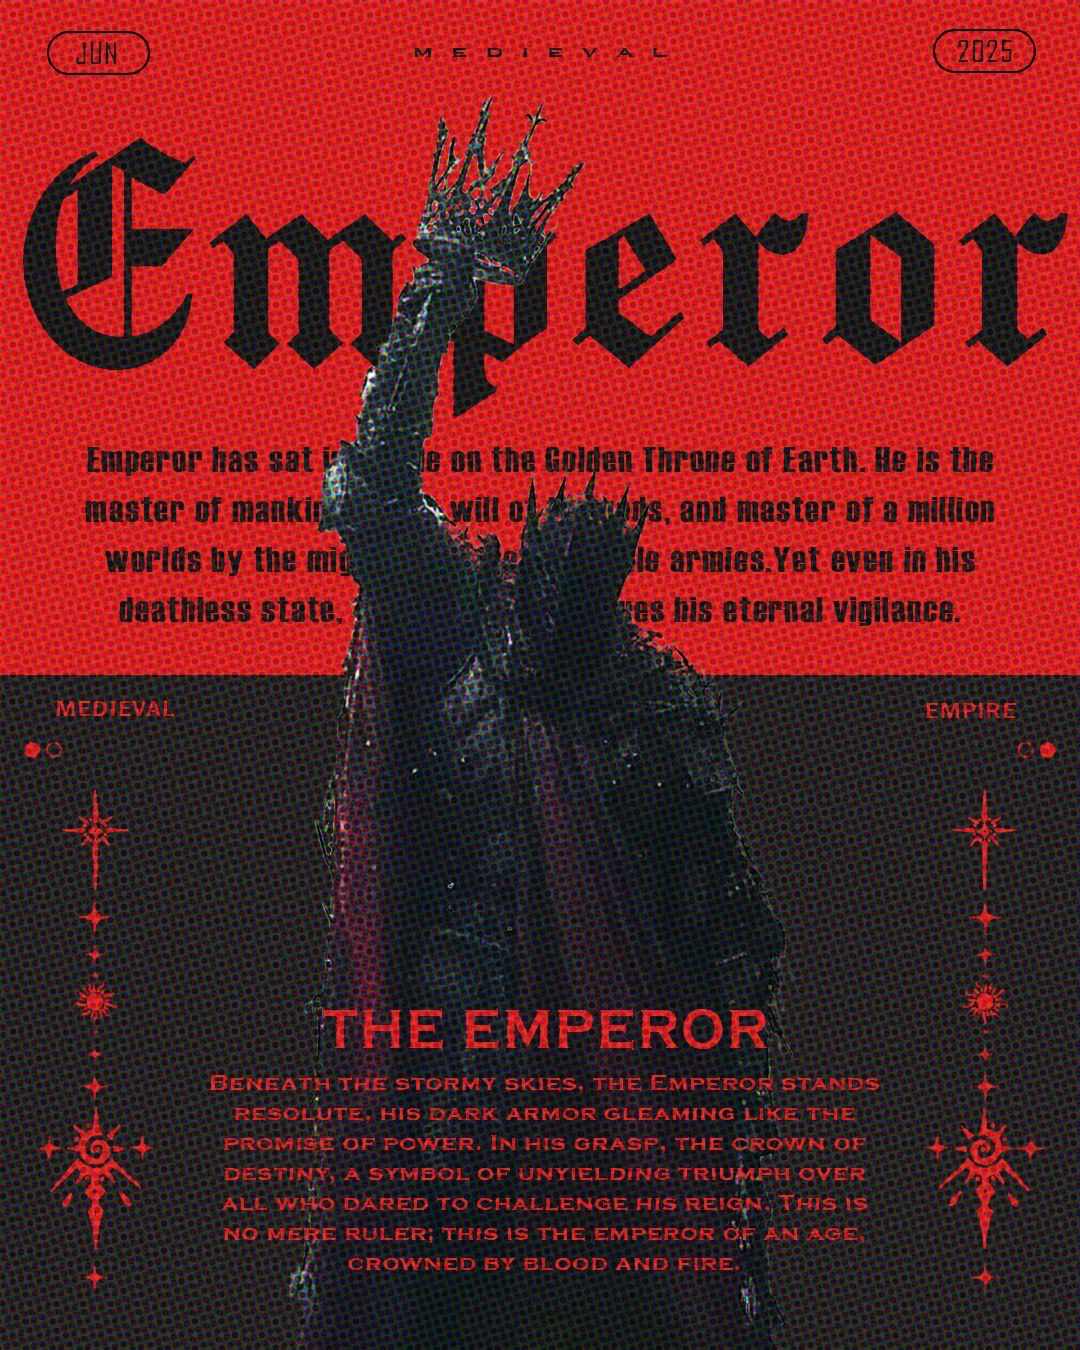 JUN
MEDIEVAL
2025
Emperor
Emperor has sat on the Golden Throne of Earth. He is the
master of will and master of a million
worlds by the armies.Yet even in his
deathless state, his eternal vigilance.
MEDIEVAL
EMPIRE
THE EMPEROR
BENEATH THE STORMY SKIES, THE EMPEROR STANDS
RESOLUTE, HIS DARK ARMOR GLEAMING LIKE THE
PROMISE OF POWER. IN HIS GRASP, THE CROWN OF
DESTINY, A SYMBOL OF UNYIELDING TRIUMPH OVER
ALL WHO DARED TO CHALLENGE HIS REIGN. THIS IS
NO MERE RULER; THIS IS THE EMPEROR OF AN AGE,
CROWNED BY BLOOD AND FIRE.